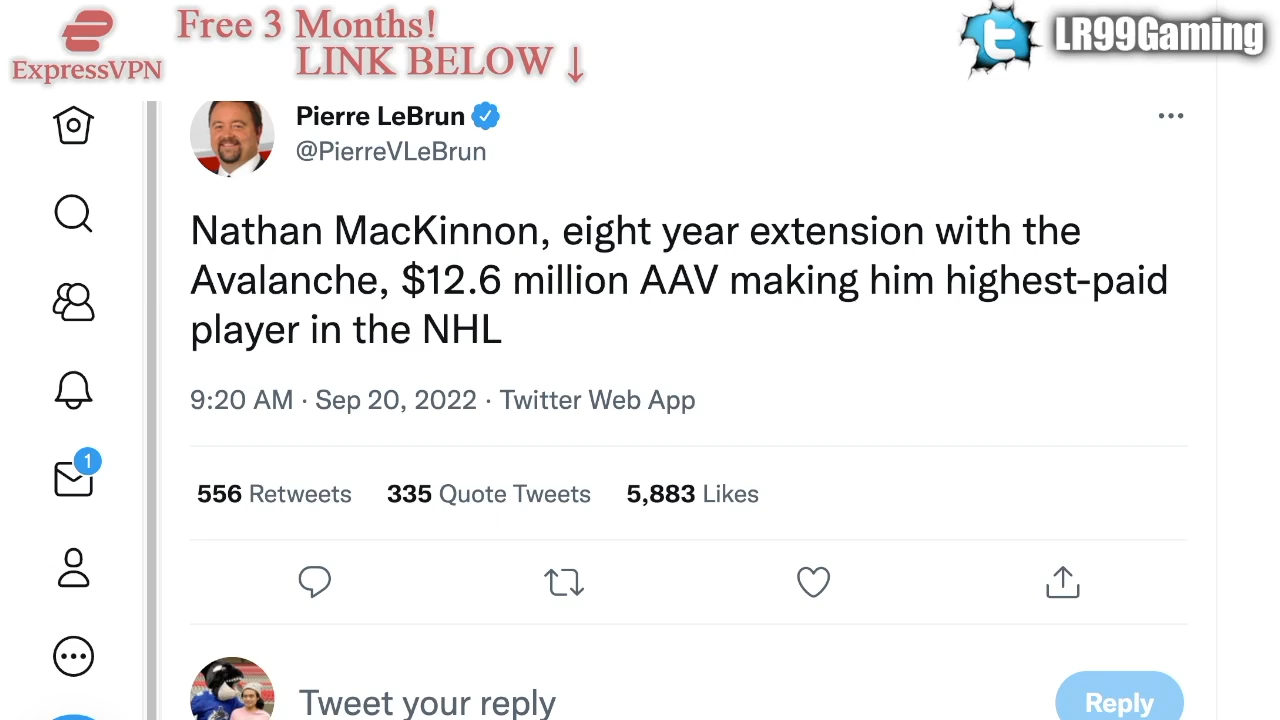 Free 3 Months!
LINK BELOW ↓
ExpressVPN
LR99Gaming
Pierre LeBrun
@PierreVLeBrun
Nathan MacKinnon, eight year extension with the
Avalanche, $12.6 million AAV making him highest-paid
player in the NHL
9:20 AM · Sep 20, 2022 · Twitter Web App
556 Retweets 335 Quote Tweets 5,883 Likes
1
Tweet your reply
Reply